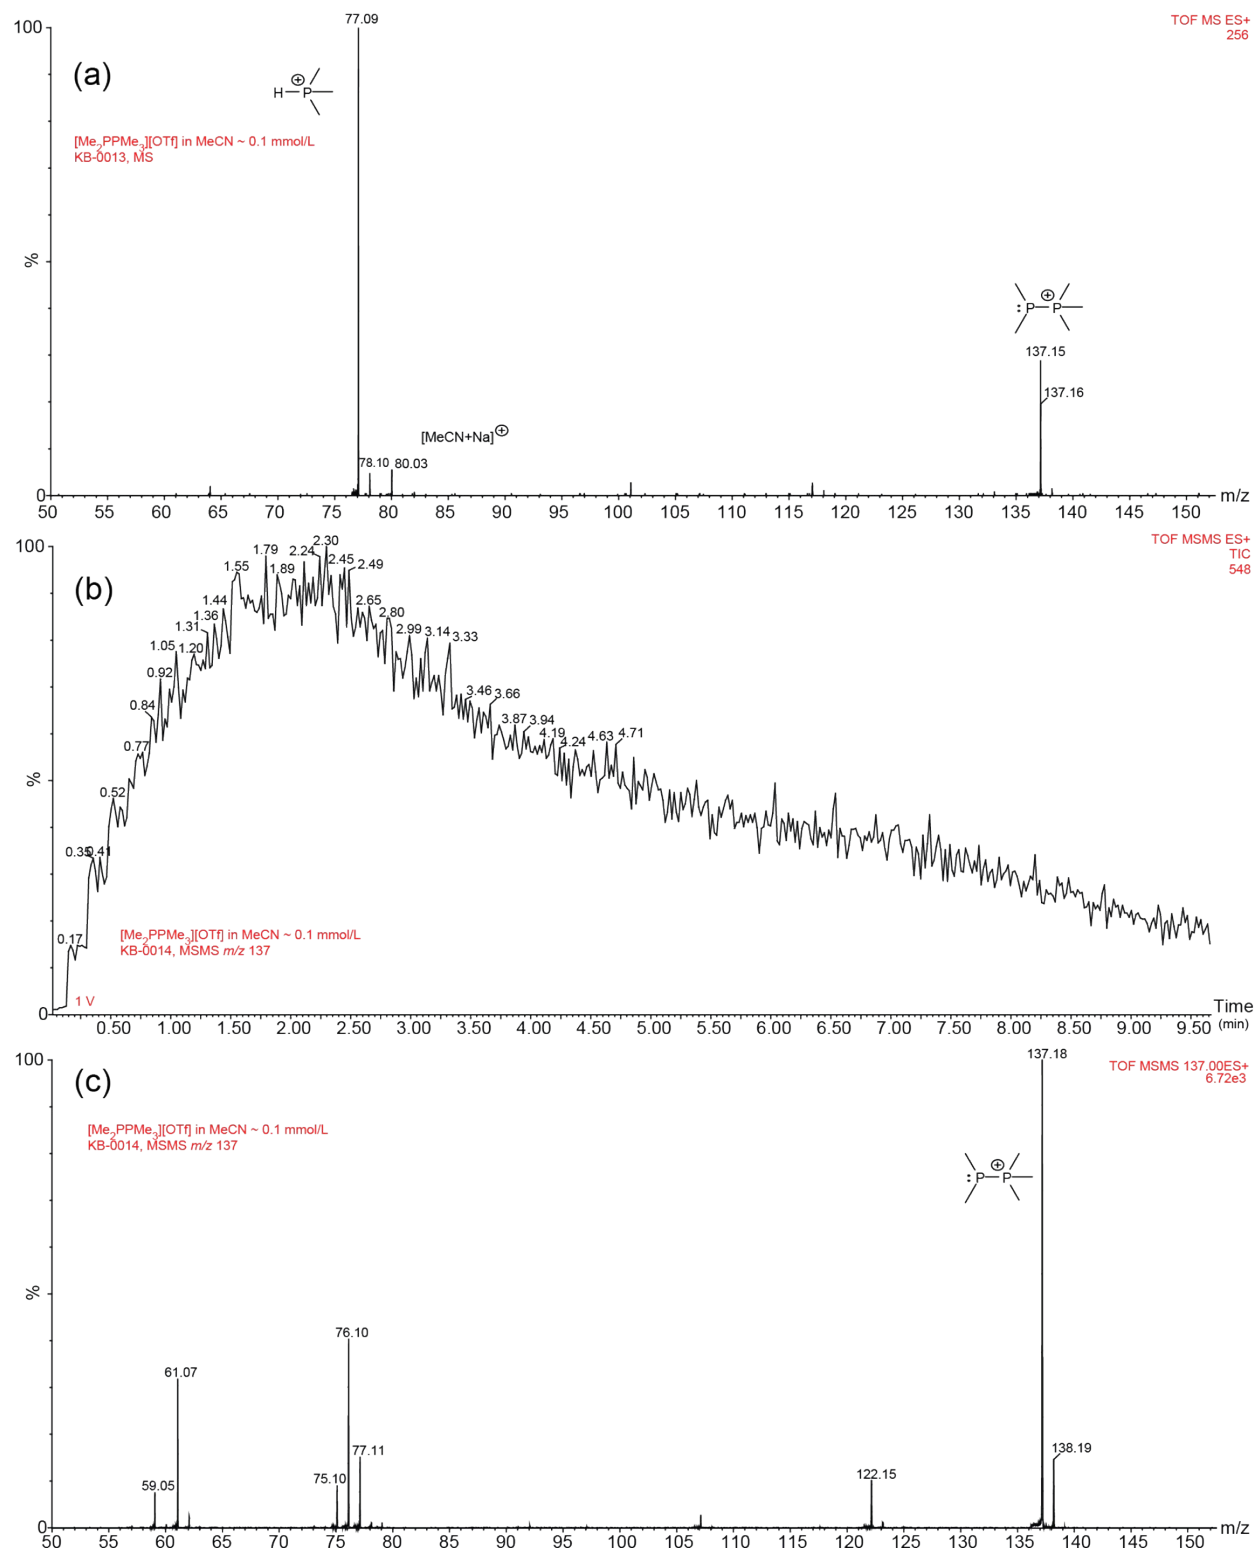 100
77.09
TOF MS ES+
256
(a)
H P ⊕
[Me2PPMe3][OTf] in MeCN ~ 0.1 mmol/L
KB-0013, MS
%
:P P ⊕
137.15
137.16
[MeCN+Na]⊕
78.10
80.03
0
50 55 60 65 70 75 80 85 90 95 100 105 110 115 120 125 130 135 140 145 150 m/z
100
TOF MSMS ES+
TIC
548
(b)
0.17 0.35 0.41 0.52 0.77 0.84 0.92 1.05 1.20 1.31 1.36 1.44 1.55 1.79 1.89 2.24 2.30 2.45 2.49 2.65 2.80 2.99 3.14 3.33 3.46 3.66 3.87 3.94 4.19 4.24 4.63 4.71
%
[Me2PPMe3][OTf] in MeCN ~ 0.1 mmol/L
KB-0014, MSMS m/z 137
1 V
0
Time
0.50 1.00 1.50 2.00 2.50 3.00 3.50 4.00 4.50 5.00 5.50 6.00 6.50 7.00 7.50 8.00 8.50 9.00 9.50 (min)
100
137.18
TOF MSMS 137.00ES+
6.72e3
(c)
[Me2PPMe3][OTf] in MeCN ~ 0.1 mmol/L
KB-0014, MSMS m/z 137
:P P ⊕
%
76.10
61.07
77.11
138.19
122.15
75.10
59.05
0
50 55 60 65 70 75 80 85 90 95 100 105 110 115 120 125 130 135 140 145 150 m/z